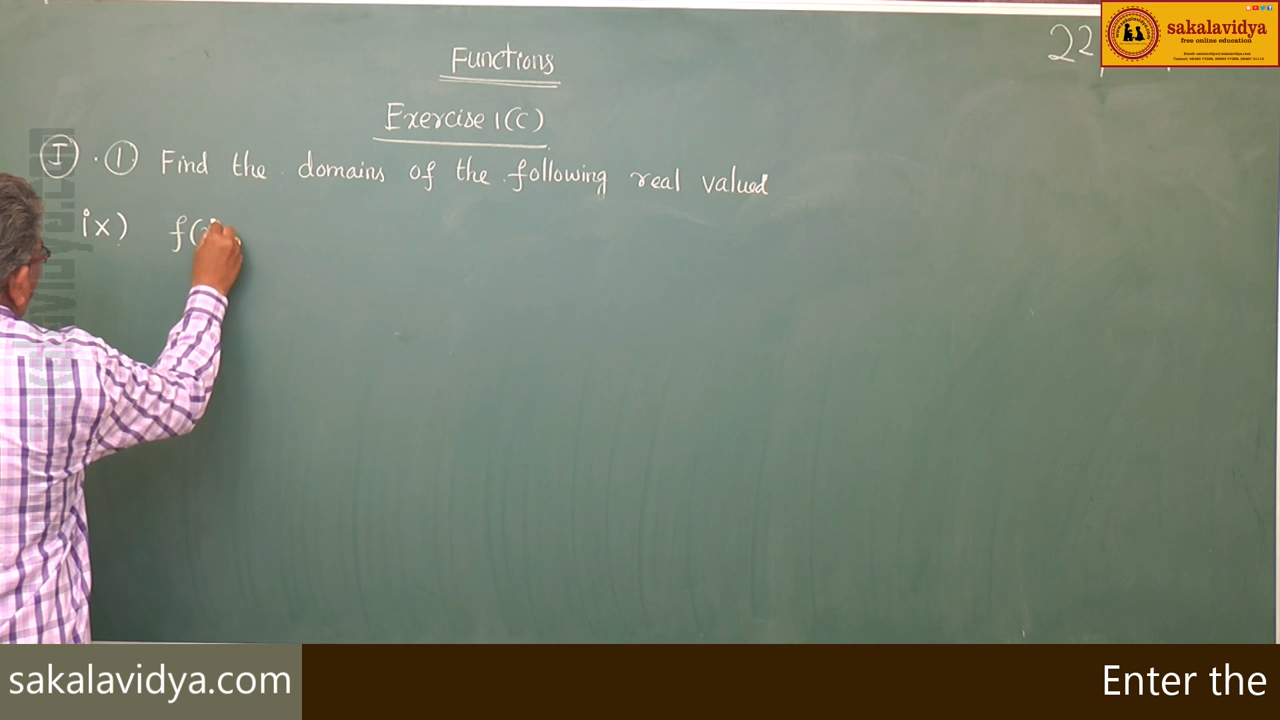 Functions
22
sakalavidya
free online education
Exercise 1(C)
I . 1. Find the domains of the following real valued
ix) f(
sakalavidya.com
Enter the